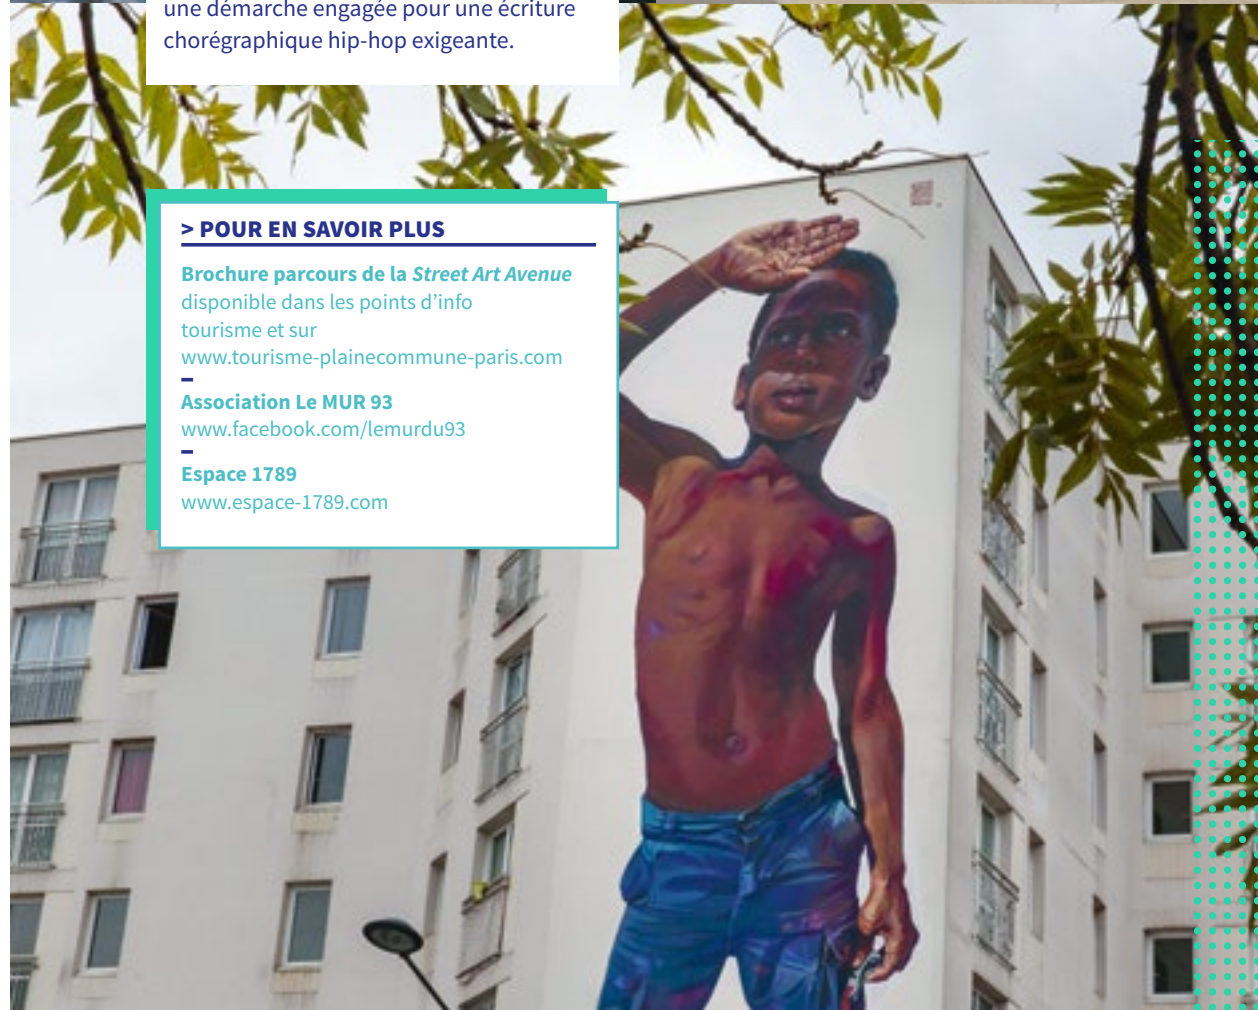 une démarche engagée pour une écriture
chorégraphique hip-hop exigeante.
> POUR EN SAVOIR PLUS
Brochure parcours de la Street Art Avenue
disponible dans les points d’info
tourisme et sur
www.tourisme-plainecommune-paris.com
Association Le MUR 93
www.facebook.com/lemurdu93
Espace 1789
www.espace-1789.com